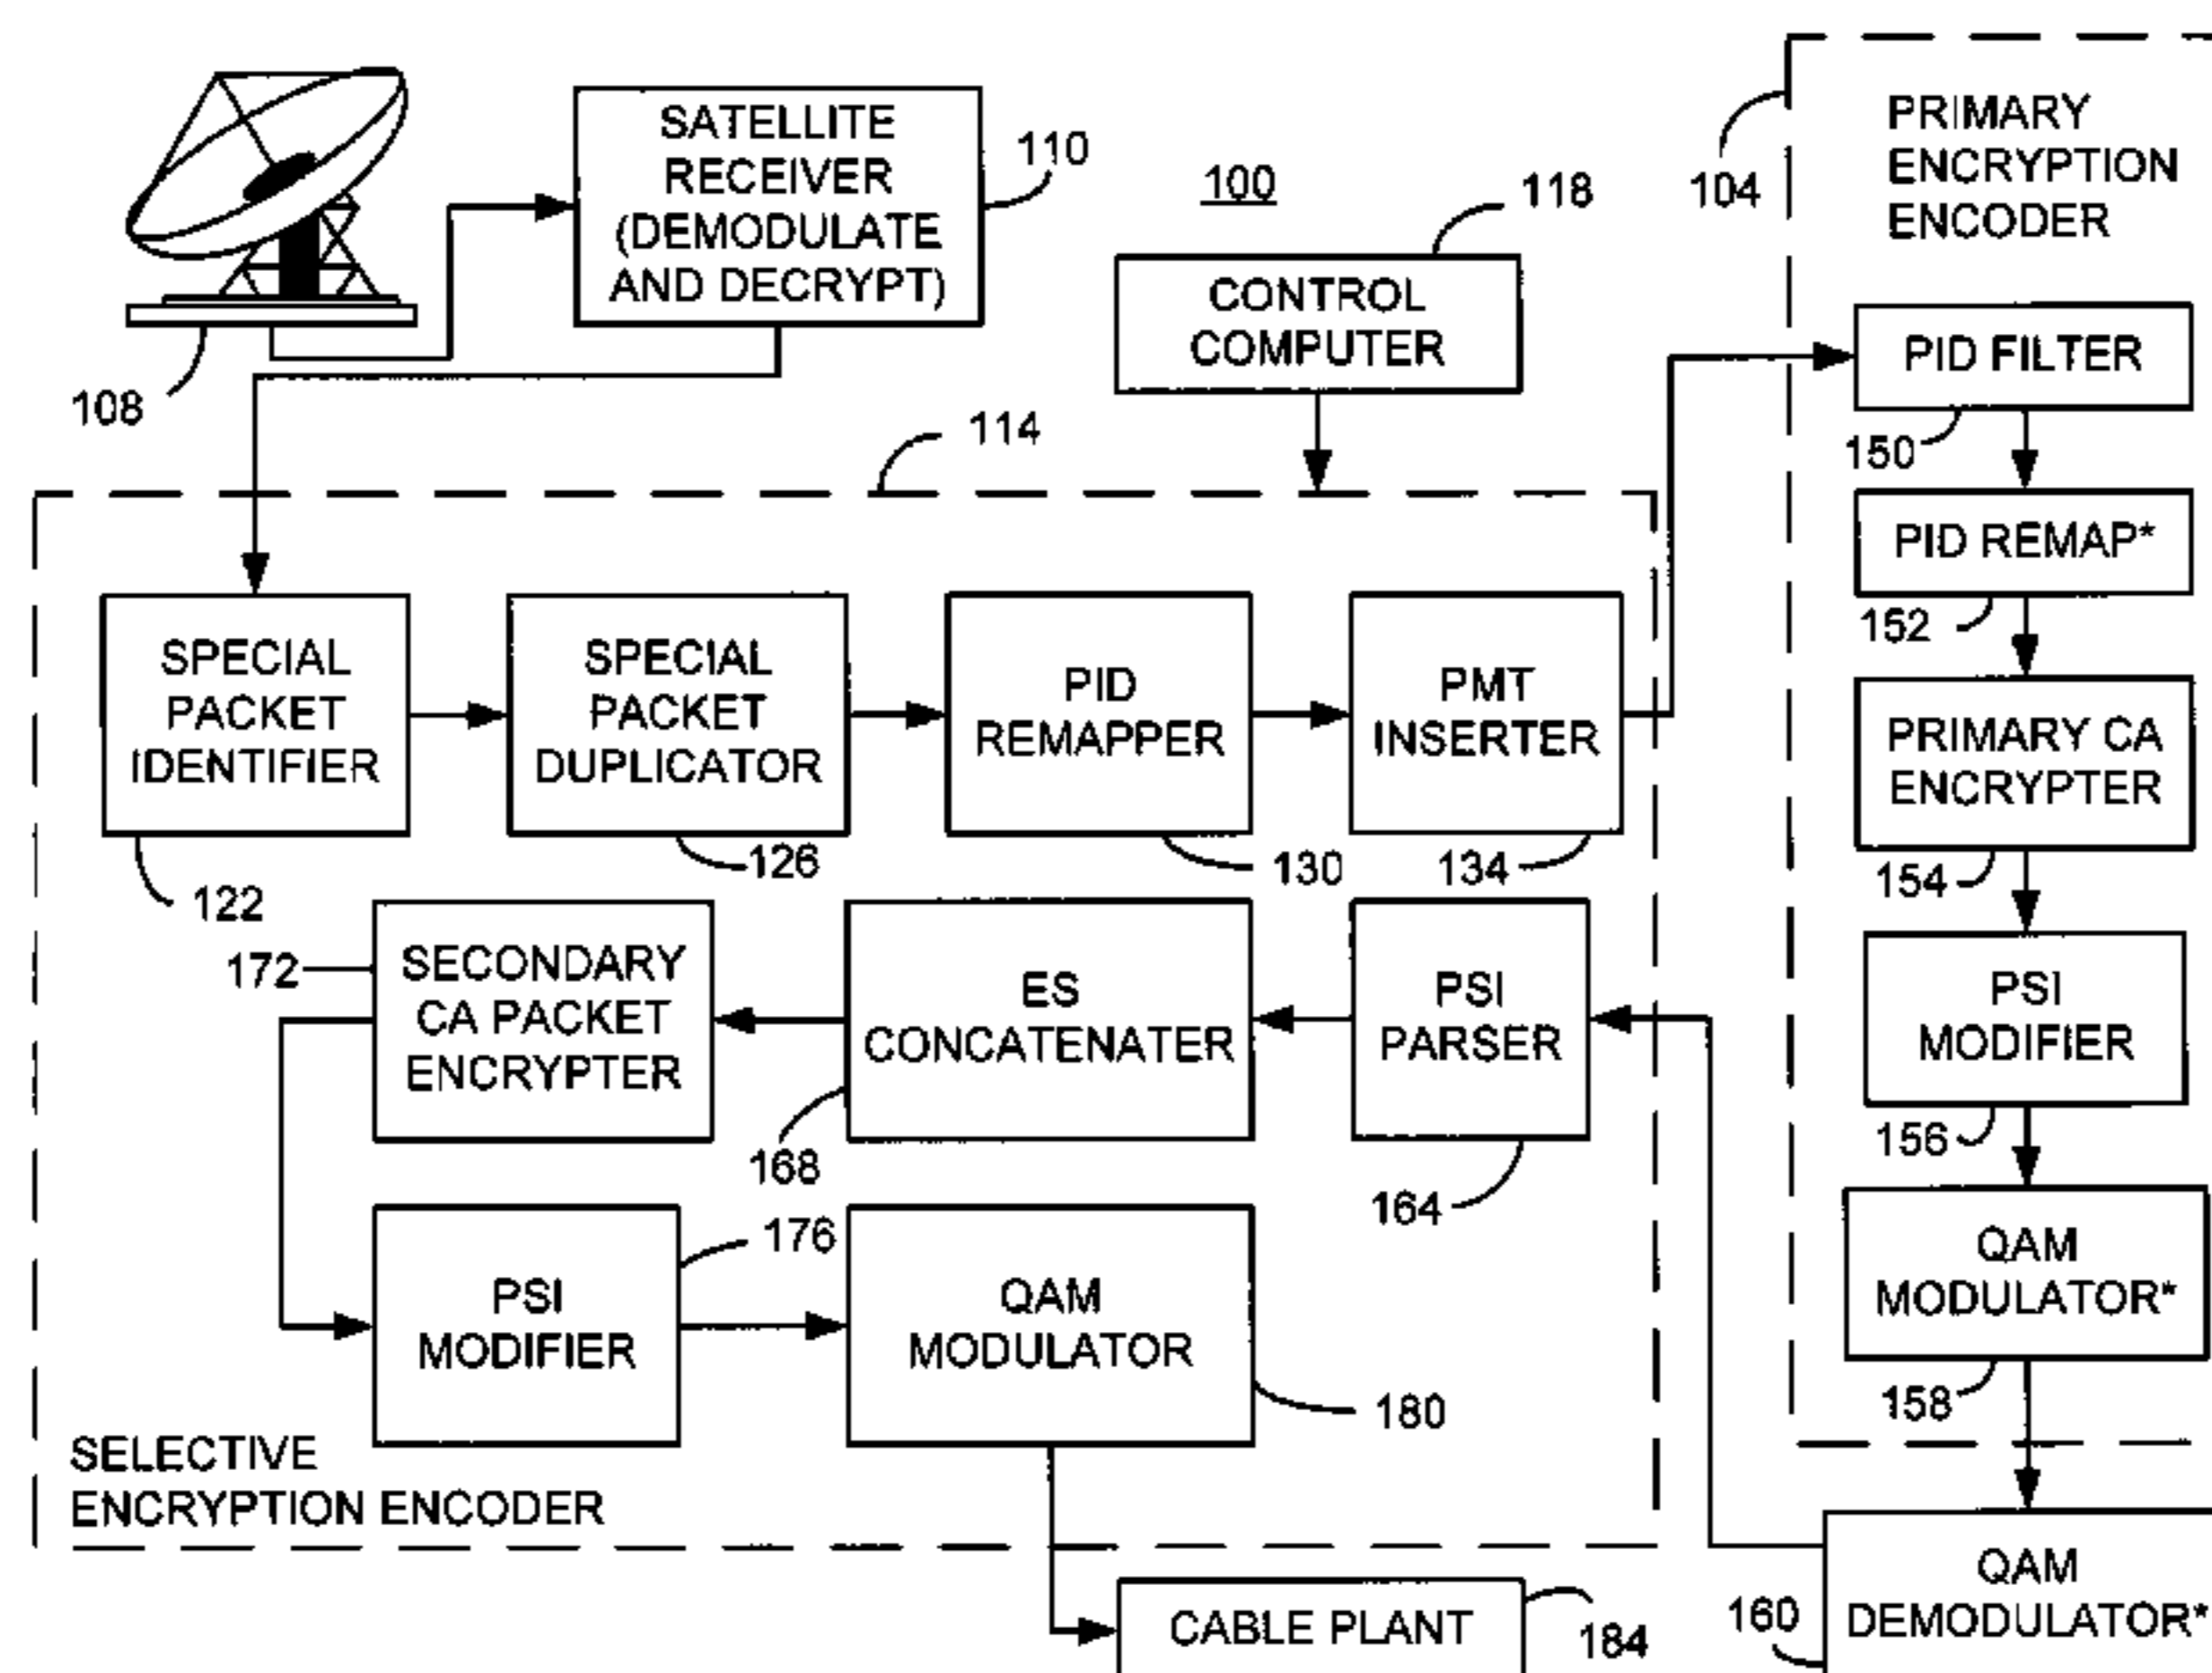 SATELLITE
RECEIVER
(DEMODULATE
AND DECRYPT)
110
100
118
104
PRIMARY
ENCRYPTION
ENCODER
CONTROL
COMPUTER
PID FILTER
108
114
150
PID REMAP*
152
SPECIAL
PACKET
IDENTIFIER
SPECIAL
PACKET
DUPLICATOR
PID
REMAPPER
PMT
INSERTER
PRIMARY CA
ENCRYPTER
122
126
130
134
154
172
SECONDARY
CA PACKET
ENCRYPTER
ES
CONCATENATER
PSI
PARSER
PSI
MODIFIER
168
164
156
PSI
MODIFIER
176
QAM
MODULATOR
180
QAM
MODULATOR*
158
SELECTIVE
ENCRYPTION ENCODER
CABLE PLANT
184
160
QAM
DEMODULATOR*